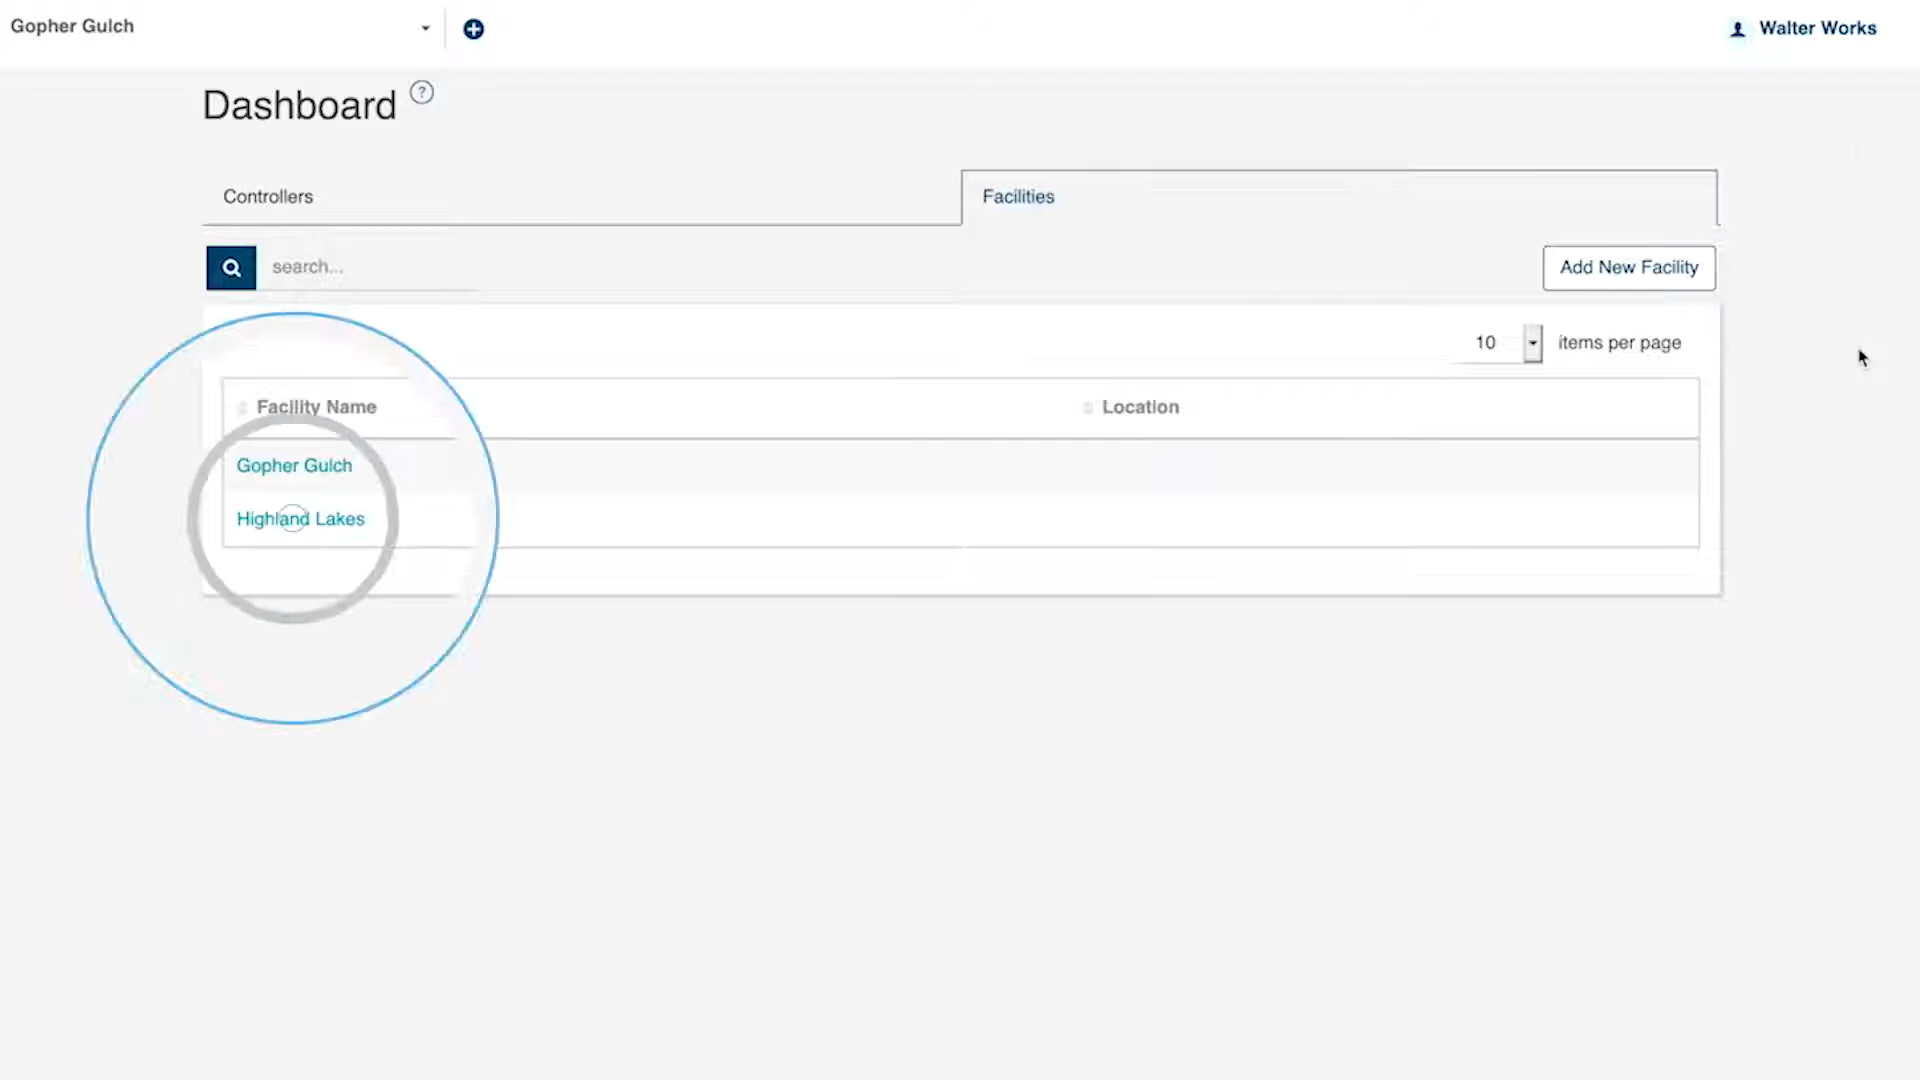 Gopher Gulch
Walter Works
Dashboard ?
Controllers
Facilities
search...
Add New Facility
10 items per page
Facility Name
Location
Gopher Gulch
Highland Lakes